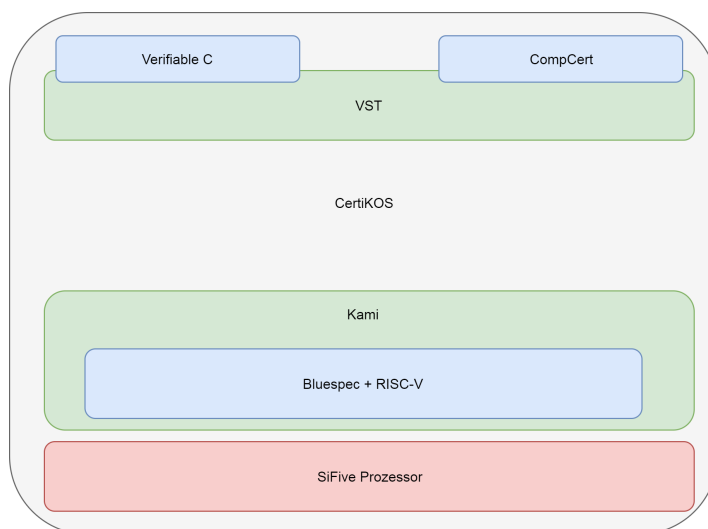 Verifiable C
CompCert
VST
CertiKOS
Kami
Bluespec + RISC-V
SiFive Prozessor